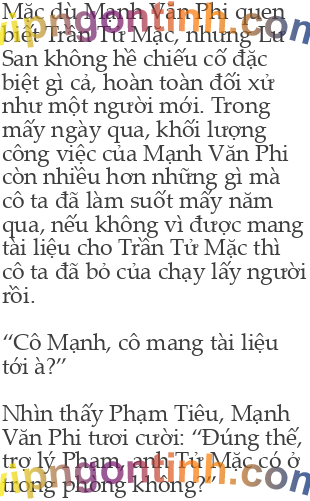 Mặc dù Mạnh Văn Phi quen
biết Trần Tử Mặc, nhưng Lu
San không hề chiếu cố đặc
biệt gì cả, hoàn toàn đối xử
như một người mới. Trong
mấy ngày qua, khối lượng
công việc của Mạnh Văn Phi
còn nhiều hơn những gì mà
cô ta đã làm suốt mấy năm
qua, nếu không vì được mang
tài liệu cho Trần Tử Mặc thì
cô ta đã bỏ của chạy lấy người
rồi.
“Cô Mạnh, cô mang tài liệu
tới à?”
Nhìn thấy Phạm Tiêu, Mạnh
Văn Phi tươi cười: “Đúng thế,
trợ lý Phạm, anh Tử Mặc có ở
trong phòng không?”
vipngontinh.com
vipngontinh.com